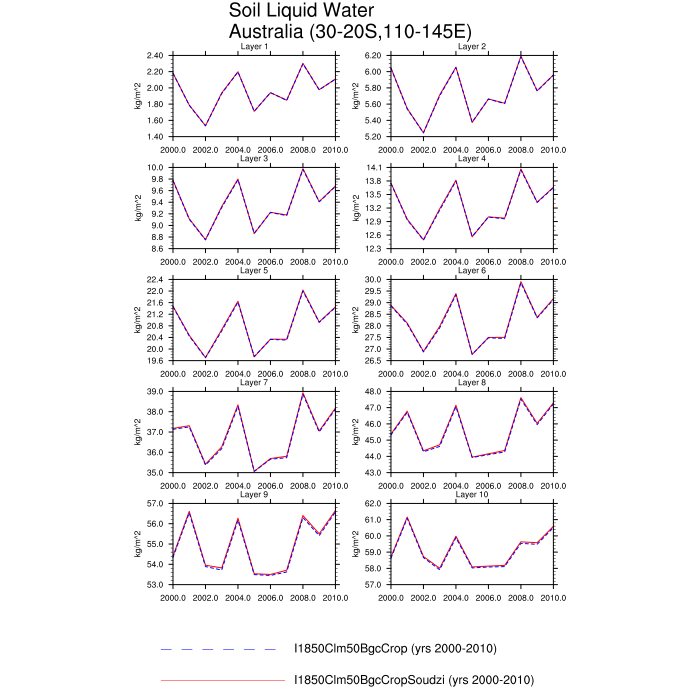 Soil Liquid Water
Australia (30-20S,110-145E)
Layer 1
kg/m^2
2.40
2.20
2.00
1.80
1.60
1.40
2000.0 2002.0 2004.0 2006.0 2008.0 2010.0
Layer 2
kg/m^2
6.20
6.00
5.80
5.60
5.40
5.20
2000.0 2002.0 2004.0 2006.0 2008.0 2010.0
Layer 3
kg/m^2
10.0
9.8
9.6
9.4
9.2
9.0
8.8
8.6
2000.0 2002.0 2004.0 2006.0 2008.0 2010.0
Layer 4
kg/m^2
14.1
13.8
13.5
13.2
12.9
12.6
12.3
2000.0 2002.0 2004.0 2006.0 2008.0 2010.0
Layer 5
kg/m^2
22.4
22.0
21.6
21.2
20.8
20.4
20.0
19.6
2000.0 2002.0 2004.0 2006.0 2008.0 2010.0
Layer 6
kg/m^2
30.0
29.5
29.0
28.5
28.0
27.5
27.0
26.5
2000.0 2002.0 2004.0 2006.0 2008.0 2010.0
Layer 7
kg/m^2
39.0
38.0
37.0
36.0
35.0
2000.0 2002.0 2004.0 2006.0 2008.0 2010.0
Layer 8
kg/m^2
48.0
47.0
46.0
45.0
44.0
43.0
2000.0 2002.0 2004.0 2006.0 2008.0 2010.0
Layer 9
kg/m^2
57.0
56.0
55.0
54.0
53.0
2000.0 2002.0 2004.0 2006.0 2008.0 2010.0
Layer 10
kg/m^2
62.0
61.0
60.0
59.0
58.0
57.0
2000.0 2002.0 2004.0 2006.0 2008.0 2010.0
I1850Clm50BgcCrop (yrs 2000-2010)
I1850Clm50BgcCropSoudzi (yrs 2000-2010)